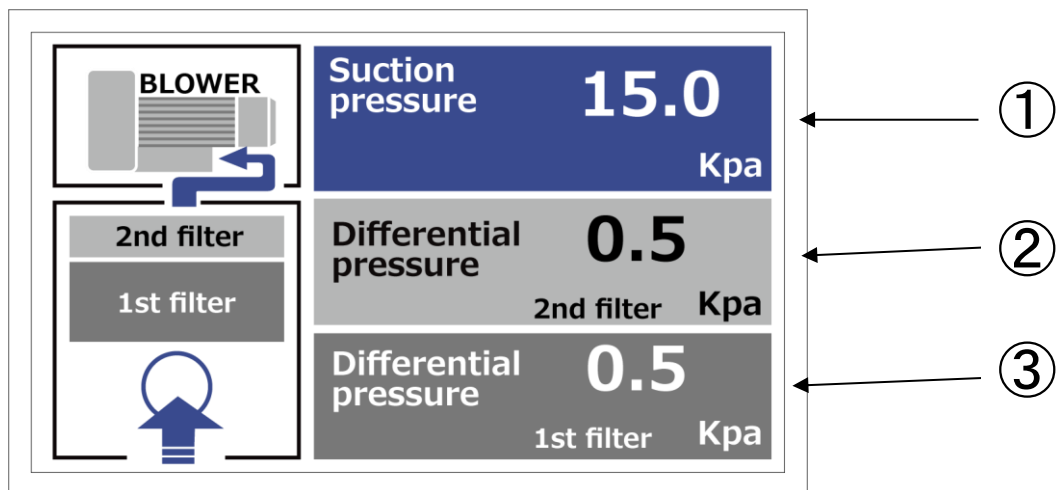 BLOWER
2nd filter
1st filter
Suction
pressure
15.0
Kpa
Differential
pressure
0.5
2nd filter
Kpa
Differential
pressure
0.5
1st filter
Kpa
①
②
③